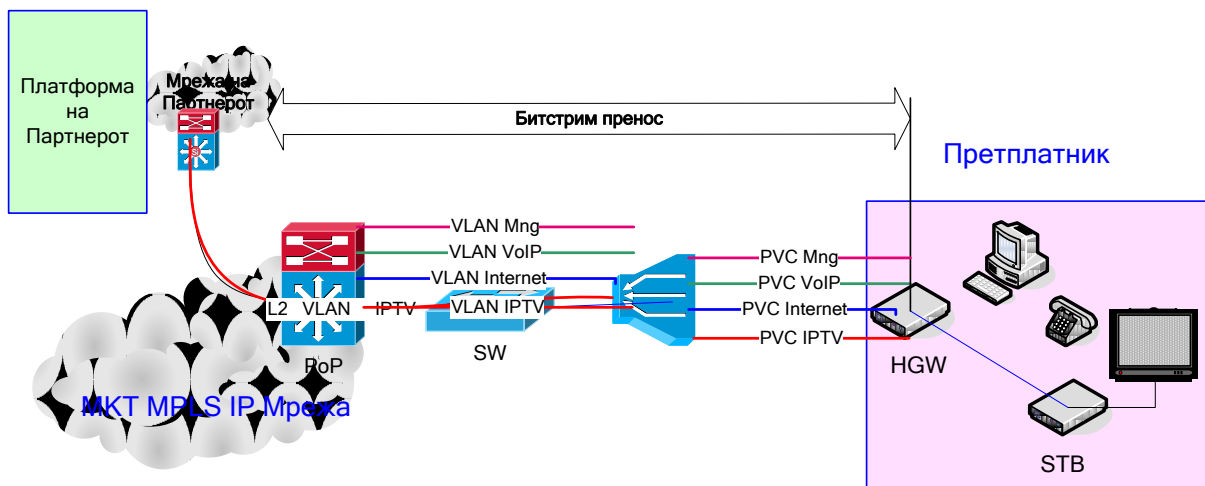 Платформа
на
Партнерот
Мрежа на
Партнерот
Битстрим пренос
Претплатник
VLAN Mng
VLAN VoIP
VLAN Internet
L2 VLAN IPTV
VLAN IPTV
PVC Mng
PVC VoIP
PVC Internet
PVC IPTV
SW
PoP
HGW
MKT MPLS IP Мрежа
STB